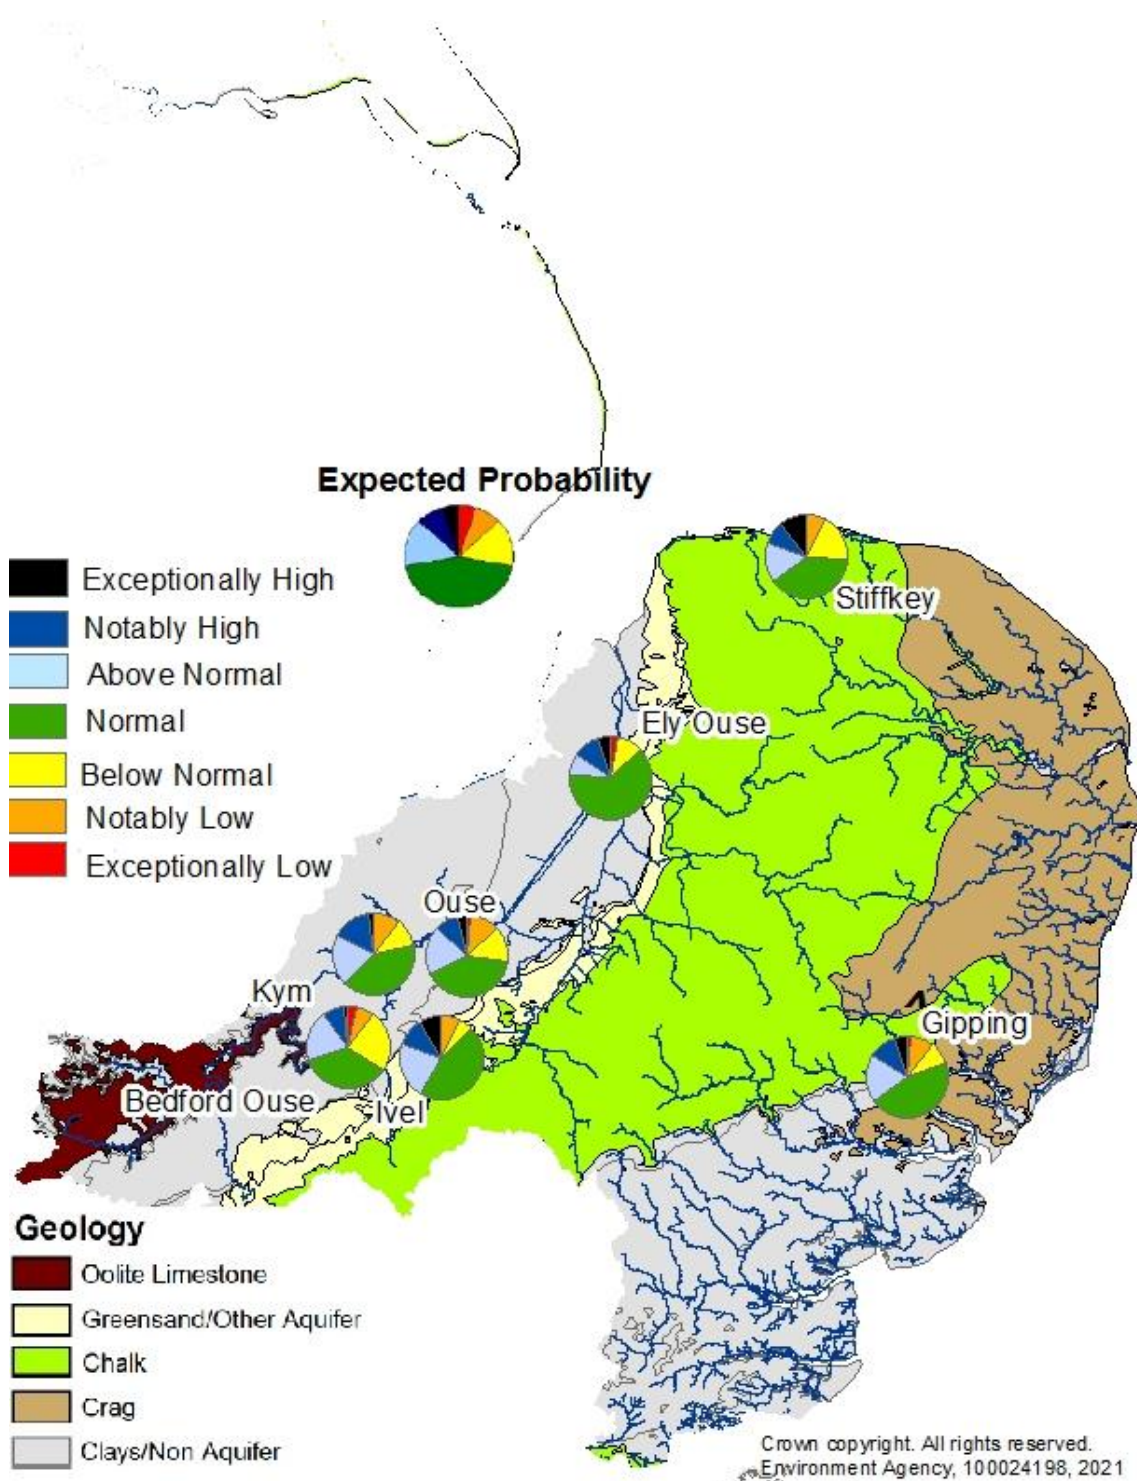 Expected Probability
Exceptionally High
Notably High
Above Normal
Normal
Below Normal
Notably Low
Exceptionally Low
Stiffkey
Ely Ouse
Ouse
Kym
Gipping
Bedford Ouse
Ivel
Geology
Oolite Limestone
Greensand/Other Aquifer
Chalk
Crag
Clays/Non Aquifer
Crown copyright. All rights reserved.
Environment Agency, 100024198, 2021